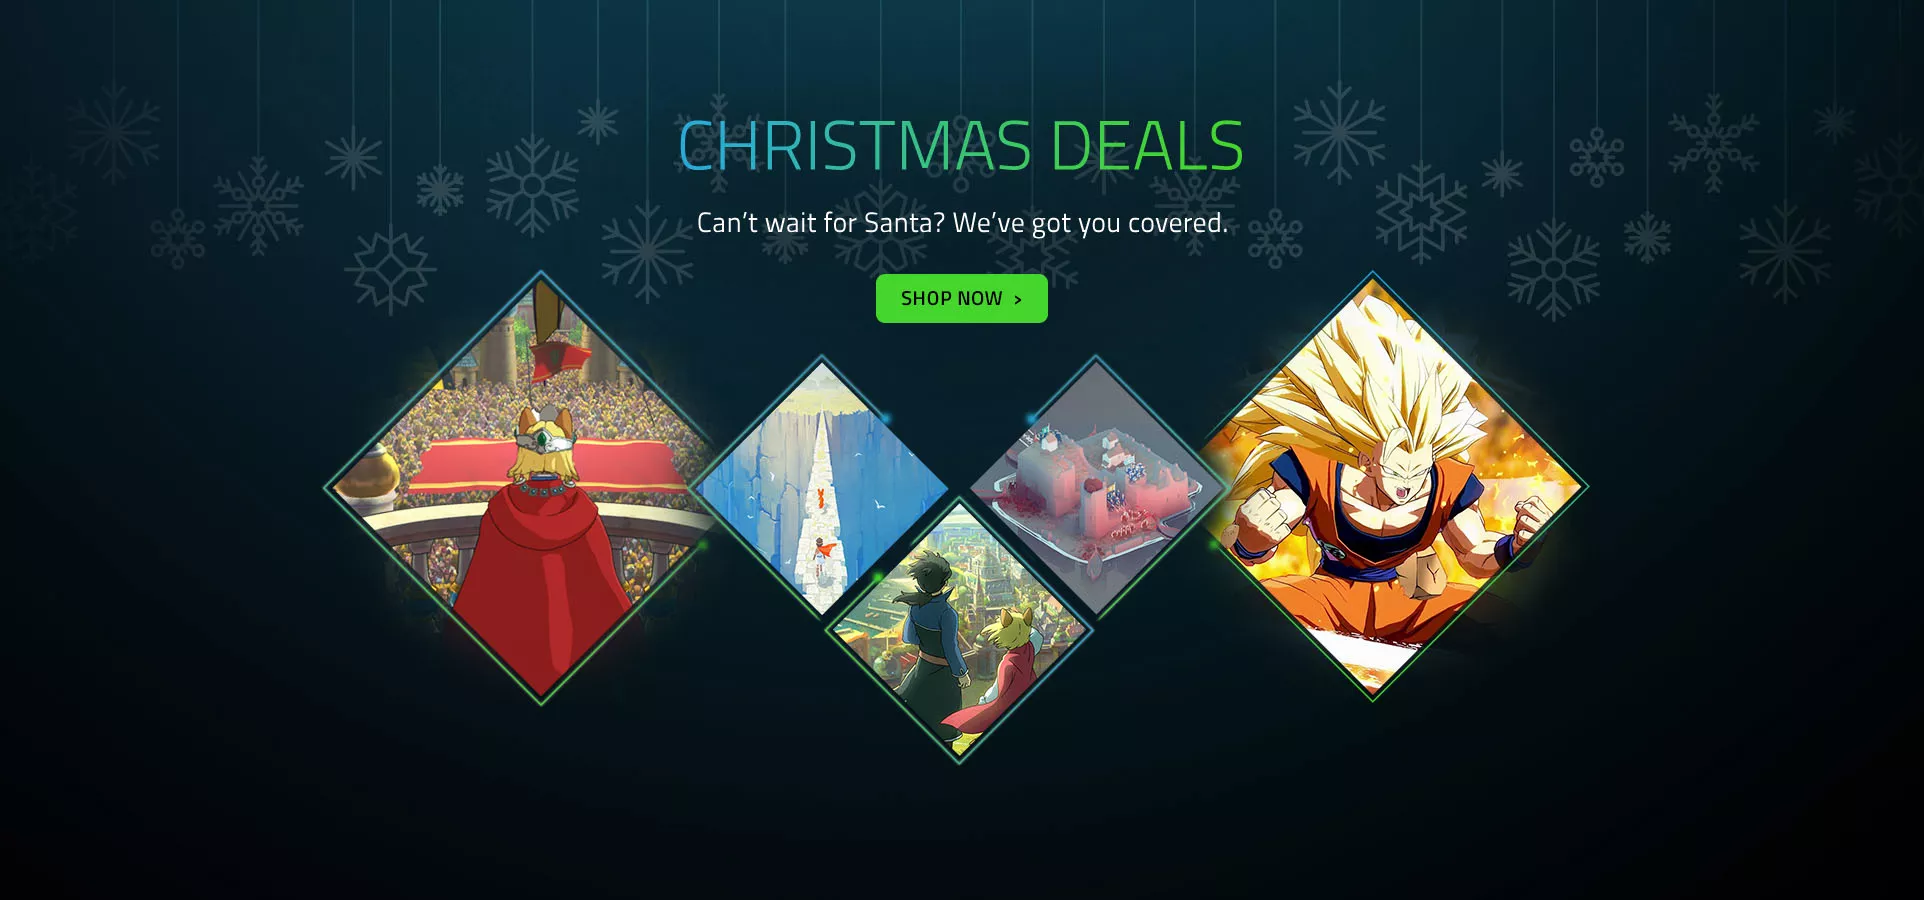 CHRISTMAS DEALS
Can’t wait for Santa? We’ve got you covered.
SHOP NOW >